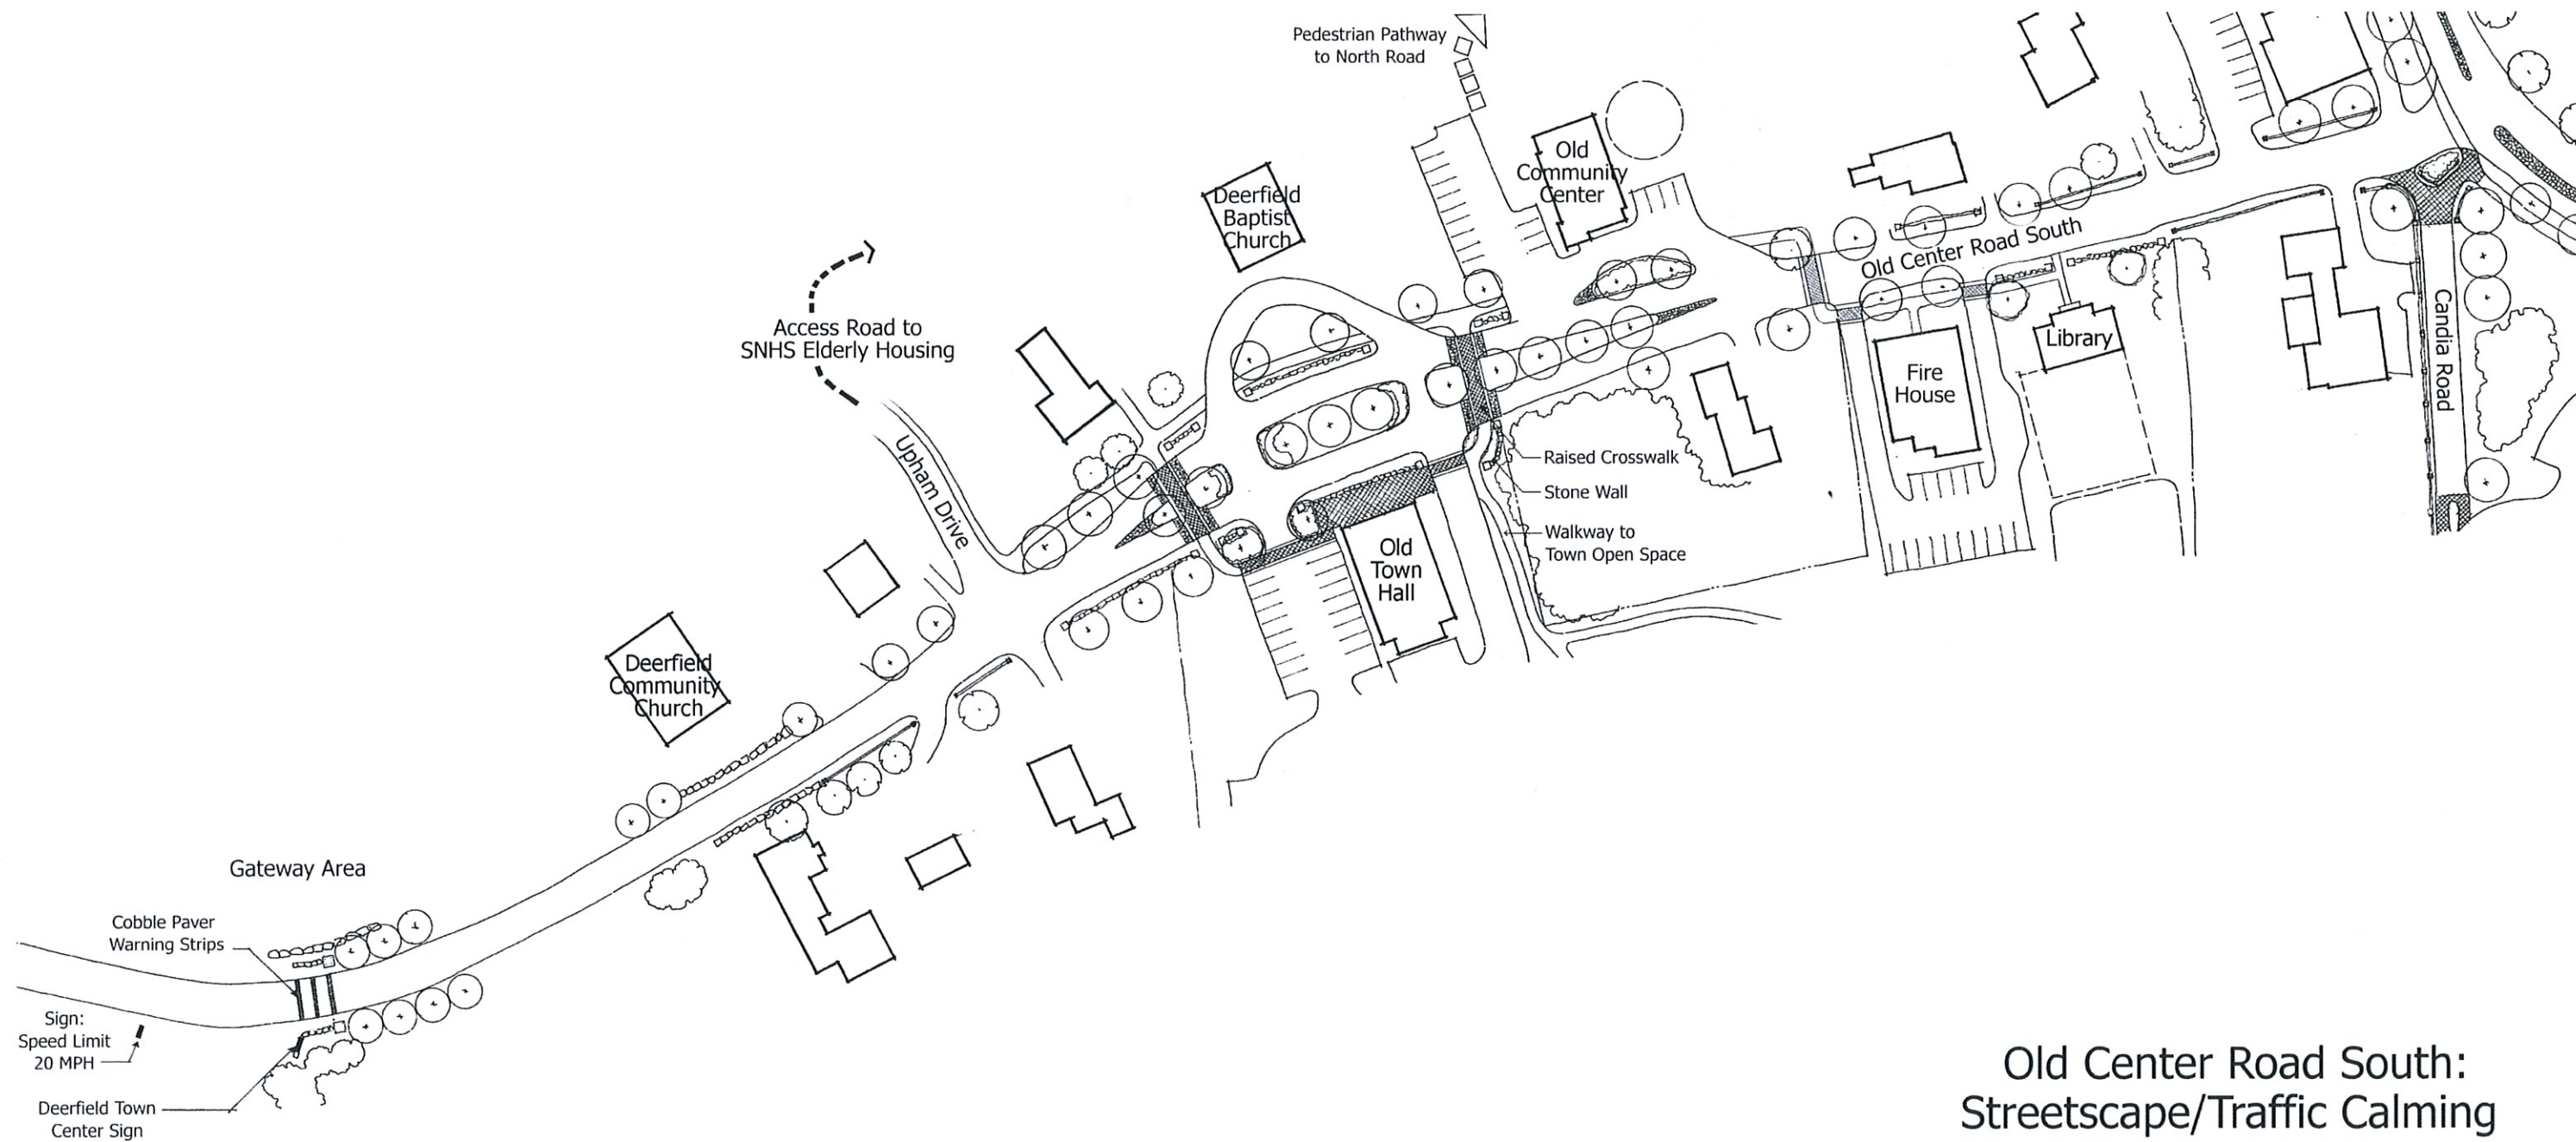 Pedestrian Pathway
to North Road
Old
Community
Center
Deerfield
Baptist
Church
Access Road to
SNHS Elderly Housing
Upham Drive
Old Center Road South
Library
Fire
House
Candia Road
Raised Crosswalk
Stone Wall
Walkway to
Town Open Space
Old
Town
Hall
Deerfield
Community
Church
Gateway Area
Cobble Paver
Warning Strips
Sign:
Speed Limit
20 MPH
Deerfield Town
Center Sign
Old Center Road South:
Streetscape/Traffic Calming